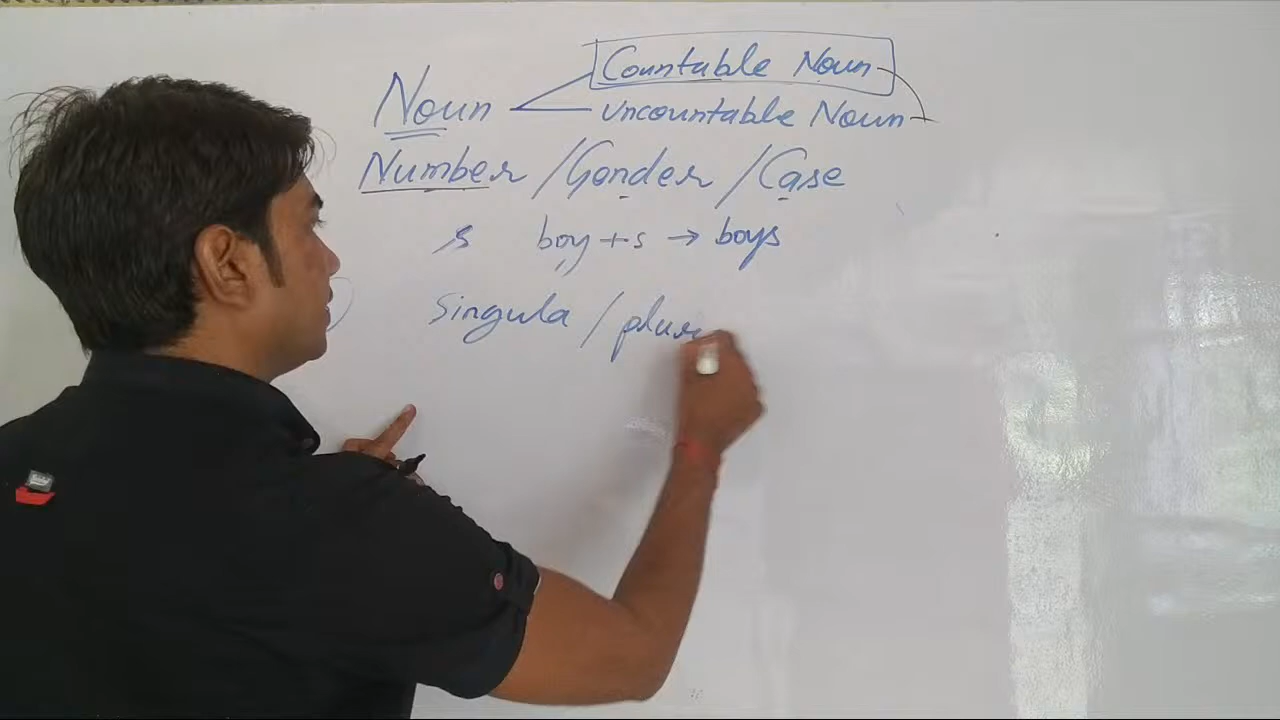 Countable Noun
Noun
Uncountable Noun
Number / Gender / Case
s boy + s → boys
Singula / plur